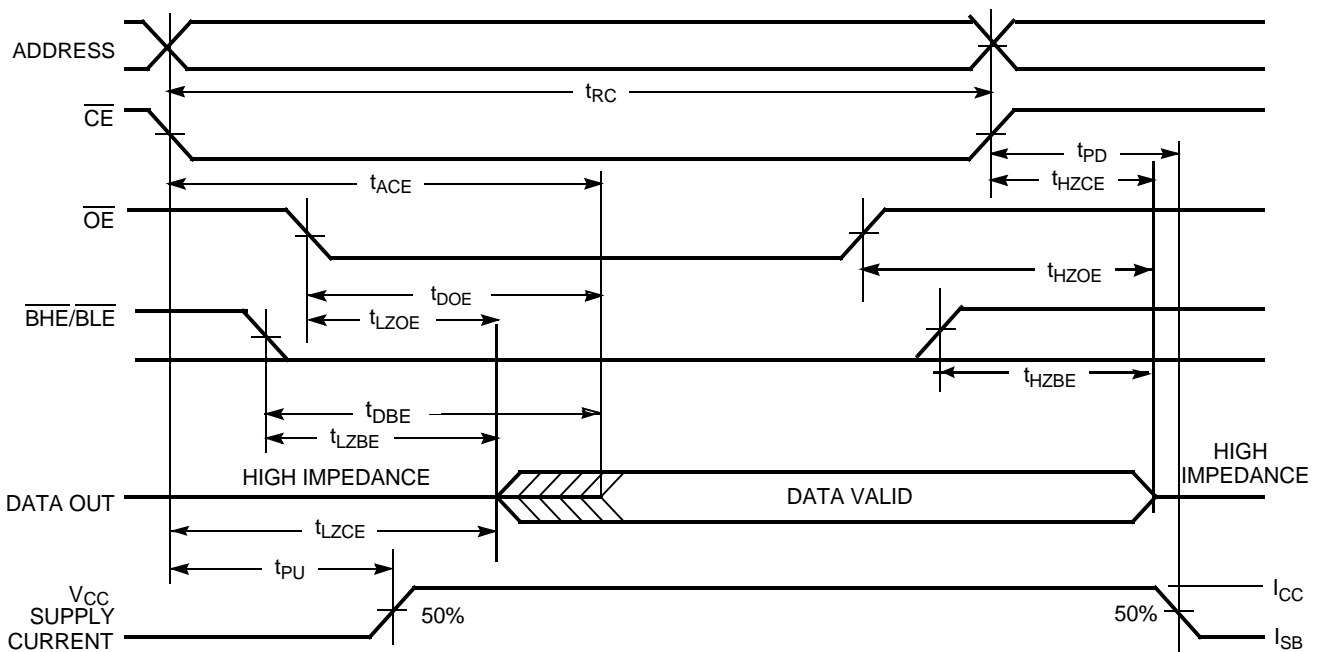 ADDRESS
tRC
CE
tPD
tACE
tHZCE
OE
tHZOE
tDOE
BHE/BLE
tLZOE
tHZBE
tDBE
tLZBE
HIGH IMPEDANCE
HIGH
IMPEDANCE
DATA OUT
DATA VALID
tLZCE
tPU
VCC
SUPPLY
CURRENT
50%
50%
ICC
ISB